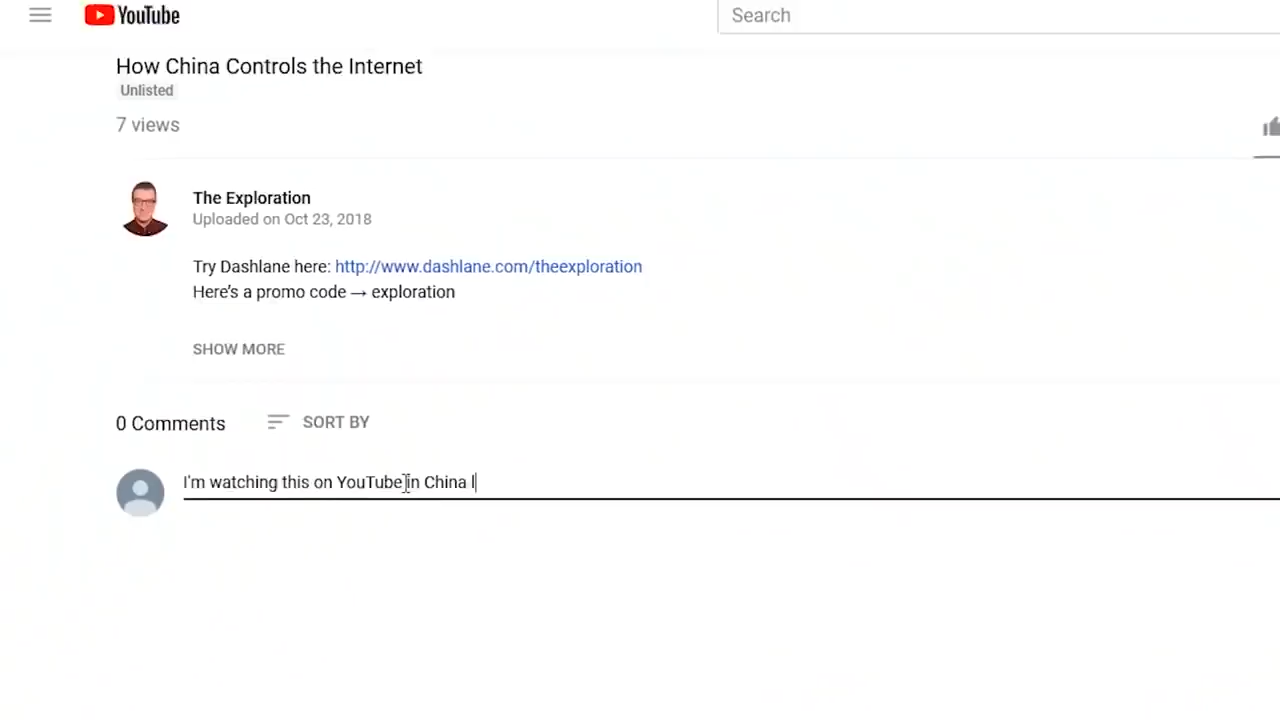 YouTube
Search
How China Controls the Internet
Unlisted
7 views
The Exploration
Uploaded on Oct 23, 2018
Try Dashlane here: http://www.dashlane.com/theexploration
Here's a promo code → exploration
SHOW MORE
0 Comments
SORT BY
I'm watching this on YouTube in China l